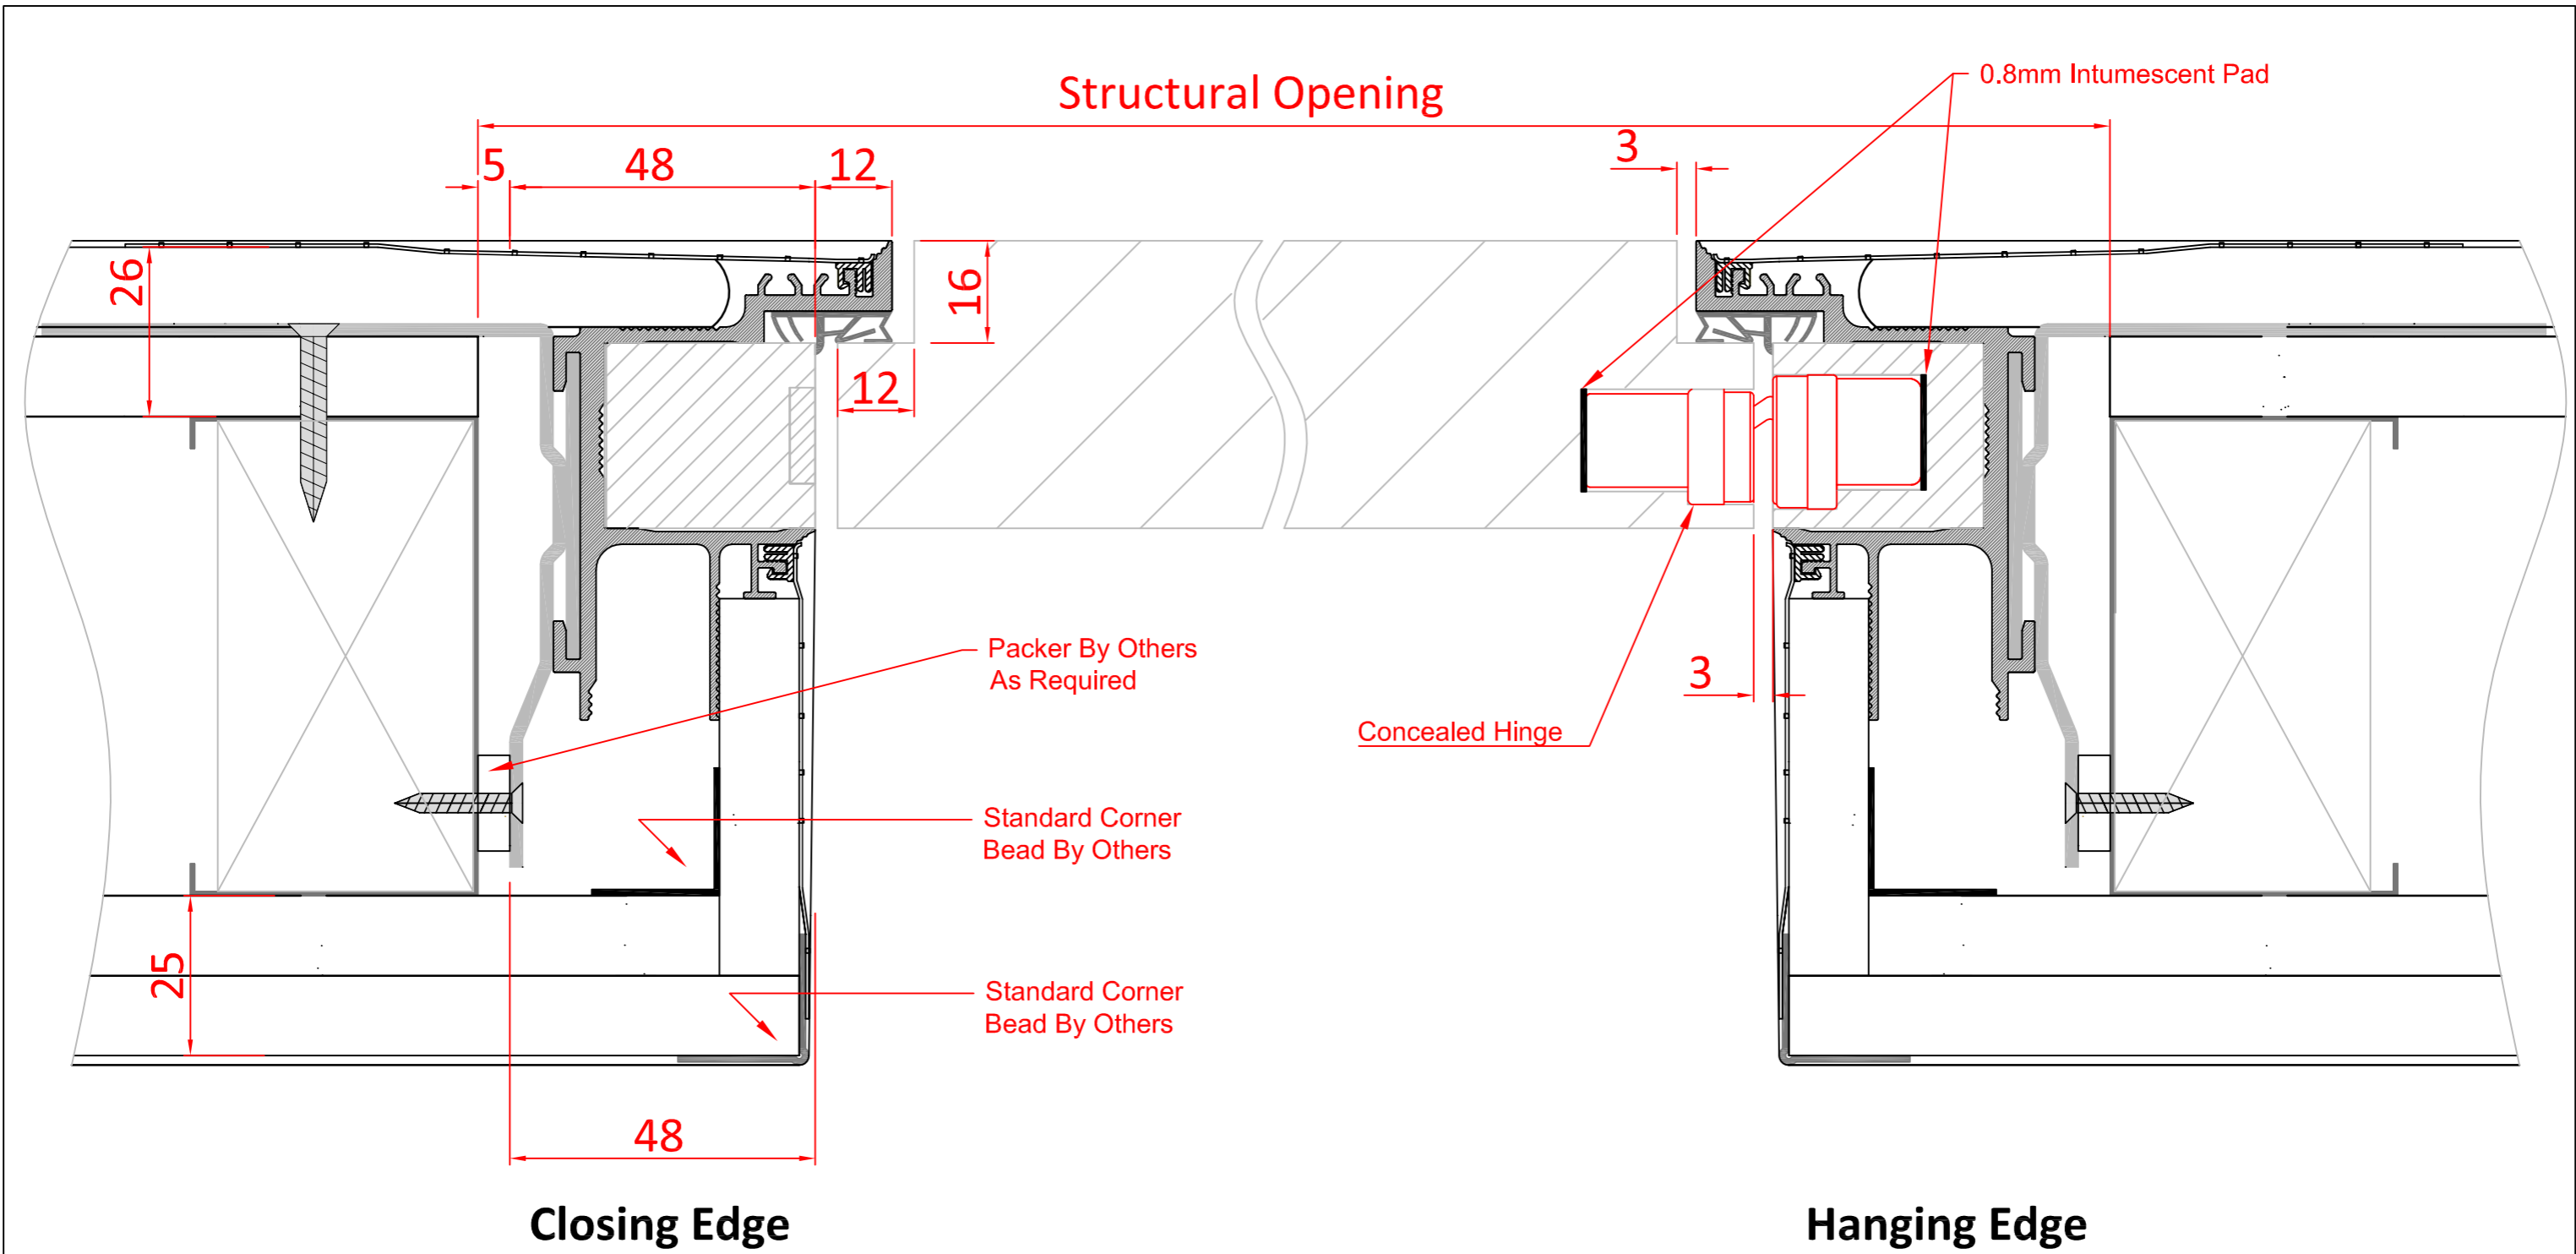 Structural Opening
0.8mm Intumescent Pad
5
48
12
3
26
16
12
Packer By Others
As Required
3
Concealed Hinge
Standard Corner
Bead By Others
25
Standard Corner
Bead By Others
48
Closing Edge
Hanging Edge